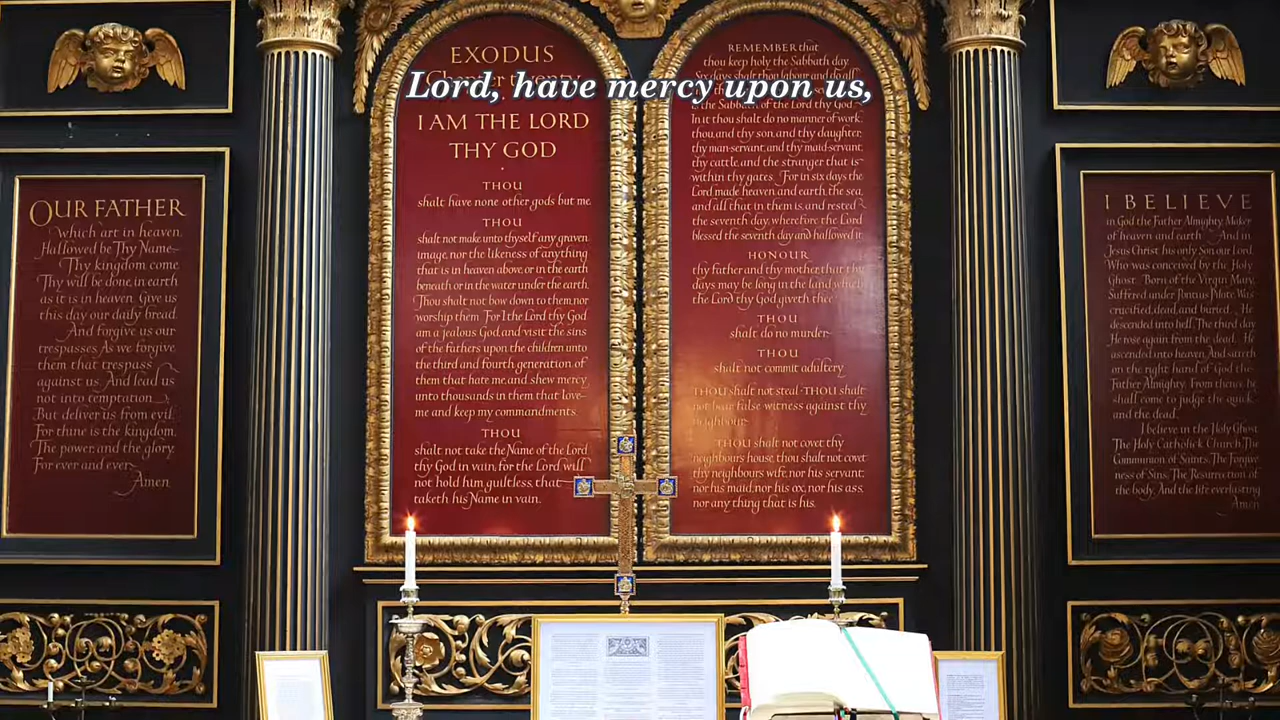 Lord, have mercy upon us,
OUR FATHER
which art in heaven,
Hallowed be Thy Name
Thy kingdom come
Thy will be done, in earth
as it is in heaven. Give us
this day our daily bread.
And forgive us our
trespasses, As we forgive
them that trespass
against us. And lead us
not into temptation,
But deliver us from evil.
For thine is the kingdom,
The power, and the glory,
For ever and ever.
Amen.
EXODUS
Chapter twenty
I AM THE LORD
THY GOD
THOU
shalt have none other gods but me
THOU
shalt not make unto thyself any graven
image, nor the likeness of anything
that is in heaven above, or in the earth
beneath, or in the water under the earth.
Thou shalt not bow down to them, nor
worship them. For I the Lord thy God
am a jealous God, and visit the sins
of the fathers upon the children unto
the third and fourth generation, of
them that hate me, and shew mercy
unto thousands in them that love
me and keep my commandments.
THOU
shalt not take the Name of the Lord
thy God in vain; for the Lord will
not hold him guiltless, that
taketh his Name in vain.
REMEMBER that
thou keep holy the Sabbath day.
Six days shalt thou labour and do all
is the Sabbath of the Lord thy God
In it thou shalt do no manner of work,
thou, and thy son, and thy daughter,
thy man-servant, and thy maid-servant,
thy cattle, and the stranger that is
within thy gates. For in six days the
Lord made heaven and earth, the sea,
and all that in them is, and rested
the seventh day, wherefore the Lord
blessed the seventh day and hallowed it
HONOUR
thy father and thy mother, that thy
days may be long in the land which
the Lord thy God giveth thee
THOU
shalt do no murder.
THOU
shalt not commit adultery
THOU shalt not steal · THOU shalt
not bear false witness against thy
neighbour
THOU shalt not covet thy
neighbours house, thou shalt not covet
thy neighbours wife, nor his servant,
nor his maid, nor his ox, nor his ass,
nor any thing that is his.
I BELIEVE
in God the Father Almighty, Maker
of heaven and earth And in
Jesus Christ his only Son our Lord,
Who was conceived by the Holy
Ghost, Born of the Virgin Mary,
Suffered under Pontius Pilate, Was
crucified, dead, and buried. He
descended into hell, The third day
He rose again from the dead. He
ascended into heaven, And sitteth
on the right hand of God the
Father Almighty. From thence he
shall come to judge the quick
and the dead.
I believe in the Holy Ghost
The Holy Catholick Church, The
Communion of Saints, The Forgive
ness of Sins, The Resurrection of
the body, And the life everlasting
Amen